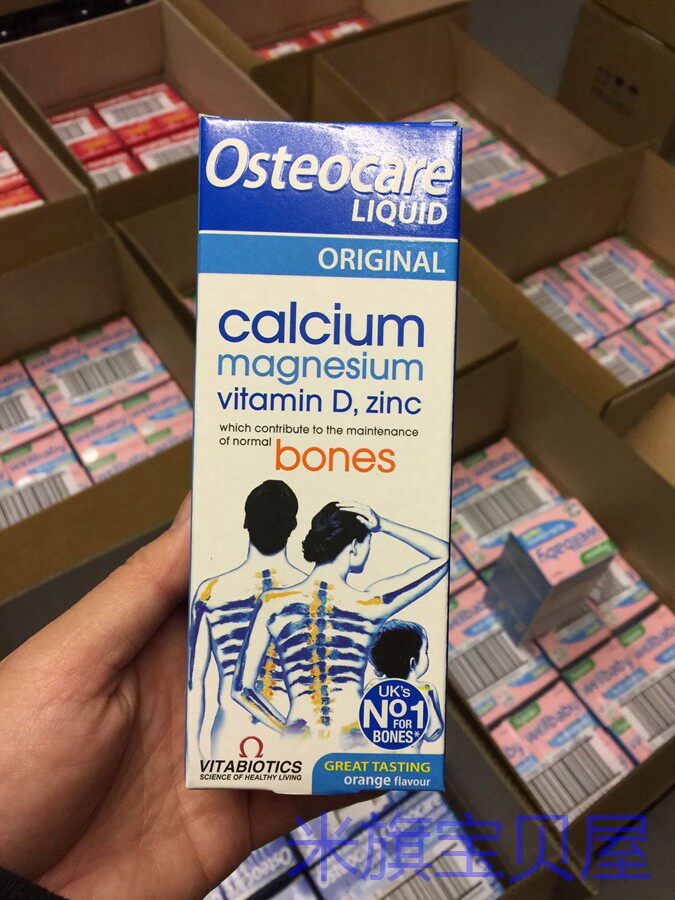 Osteocare
LIQUID
ORIGINAL
calcium
magnesium
vitamin D, zinc
which contribute to the maintenance
of normal bones
UK's
No1
FOR
BONES*
VITABIOTICS
SCIENCE OF HEALTHY LIVING
GREAT TASTING
orange flavour
wellbaby
米旗宝贝屋